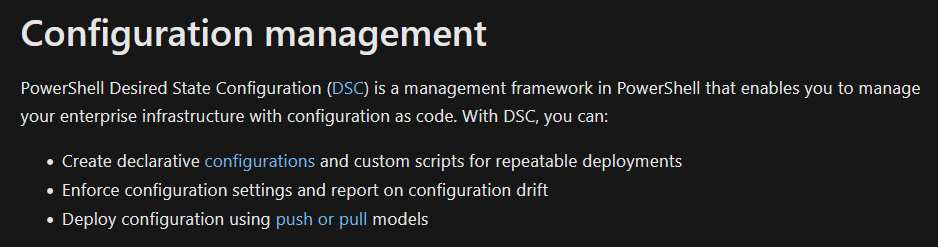 Configuration management
PowerShell Desired State Configuration (DSC) is a management framework in PowerShell that enables you to manage
your enterprise infrastructure with configuration as code. With DSC, you can:
• Create declarative configurations and custom scripts for repeatable deployments
• Enforce configuration settings and report on configuration drift
• Deploy configuration using push or pull models